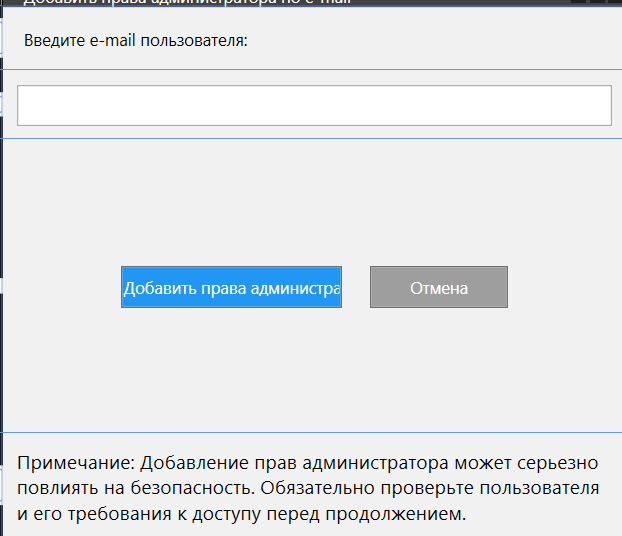 Добавить права администратора по e-mail
Введите e-mail пользователя:
Добавить права администра
Отмена
Примечание: Добавление прав администратора может серьезно
повлиять на безопасность. Обязательно проверьте пользователя
и его требования к доступу перед продолжением.